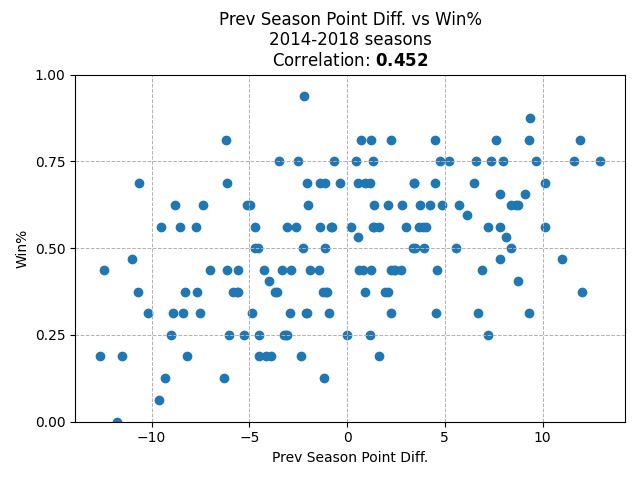 Prev Season Point Diff. vs Win%
2014-2018 seasons
Correlation: 0.452
1.00
0.75
0.50
0.25
0.00
Win%
−10
−5
0
5
10
Prev Season Point Diff.